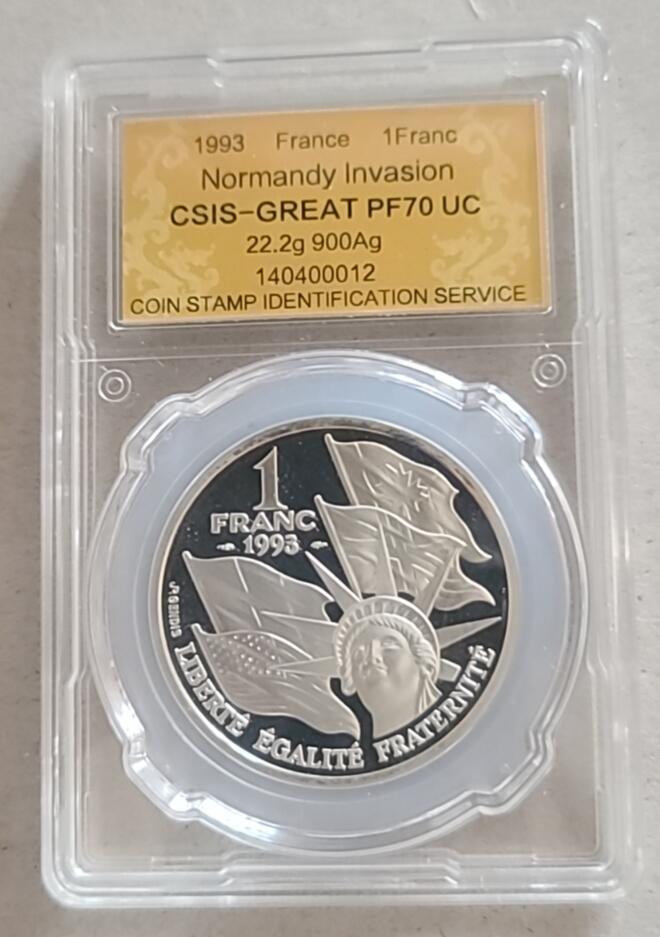 1993 France 1Franc
Normandy Invasion
CSIS-GREAT PF70 UC
22.2g 900Ag
140400012
COIN STAMP IDENTIFICATION SERVICE
1
FRANC
1993
LIBERTÉ ÉGALITÉ FRATERNITÉ